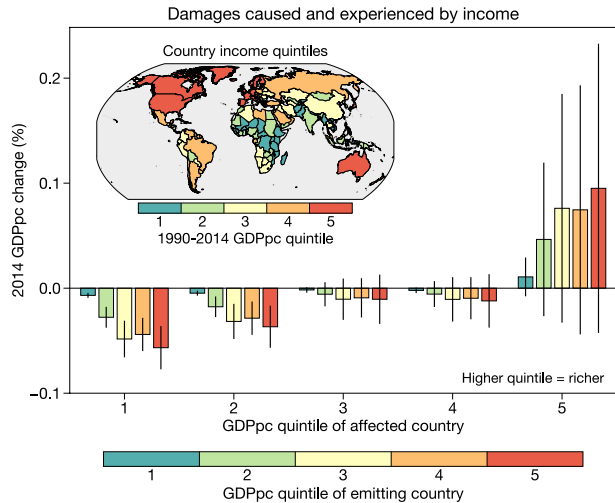 Damages caused and experienced by income
Country income quintiles
1 2 3 4 5
1990-2014 GDPpc quintile
2014 GDPpc change (%)
0.2
0.1
0.0
−0.1
Higher quintile = richer
1 2 3 4 5
GDPpc quintile of affected country
1 2 3 4 5
GDPpc quintile of emitting country